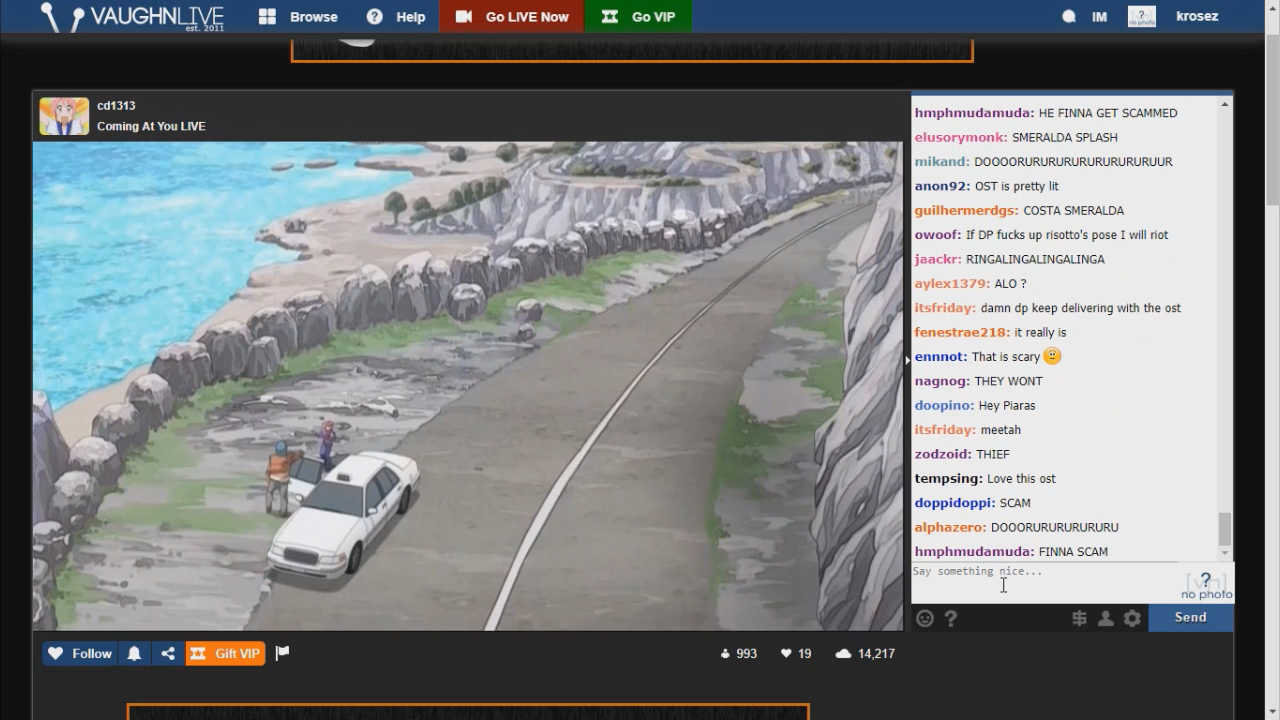 VAUGHNLIVE
est. 2011
Browse
Help
Go LIVE Now
Go VIP
IM
? no photo
krosez
cd1313
Coming At You LIVE
hmphmudamuda: HE FINNA GET SCAMMED
elusorymonk: SMERALDA SPLASH
mikand: DOOOORURURURURURURURURUUR
anon92: OST is pretty lit
guilhermerdgs: COSTA SMERALDA
owoof: If DP fucks up risotto's pose I will riot
jaackr: RINGALINGALINGALINGA
aylex1379: ALO ?
itsfriday: damn dp keep delivering with the ost
fenestrae218: it really is
ennnot: That is scary
nagnog: THEY WONT
doopino: Hey Piaras
itsfriday: meetah
zodzoid: THIEF
tempsing: Love this ost
doppidoppi: SCAM
alphazero: DOOORURURURURURU
hmphmudamuda: FINNA SCAM
Say something nice...
[vn]
?
no photo
?
Send
Follow
Gift VIP
993
19
14,217